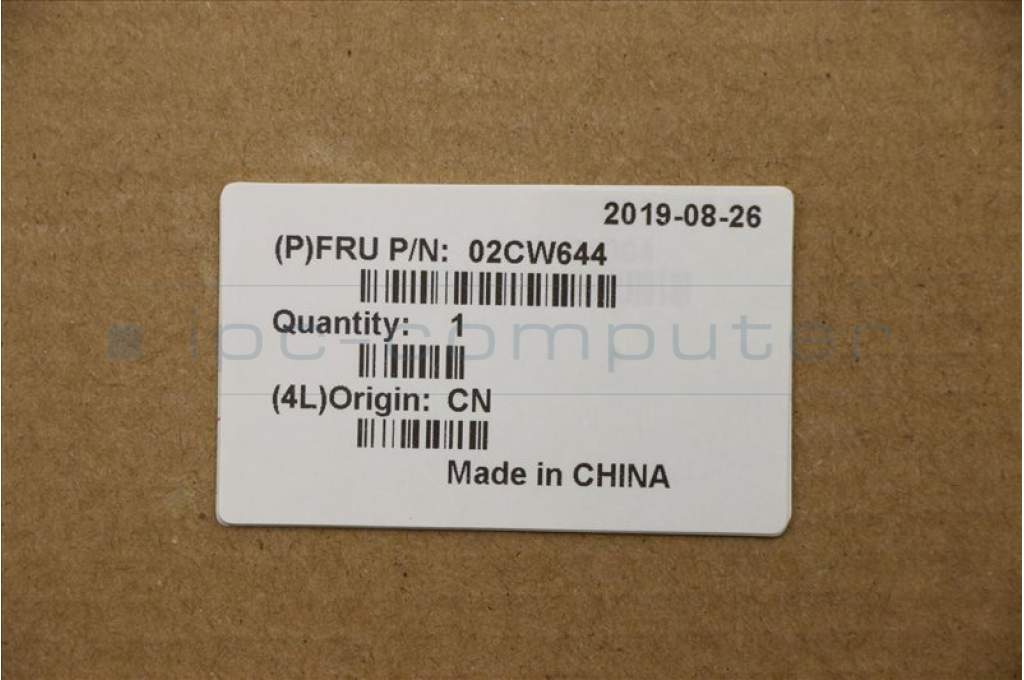 2019-08-26
(P)FRU P/N: 02CW644
Quantity: 1
ipc-computer
(4L)Origin: CN
Made in CHINA